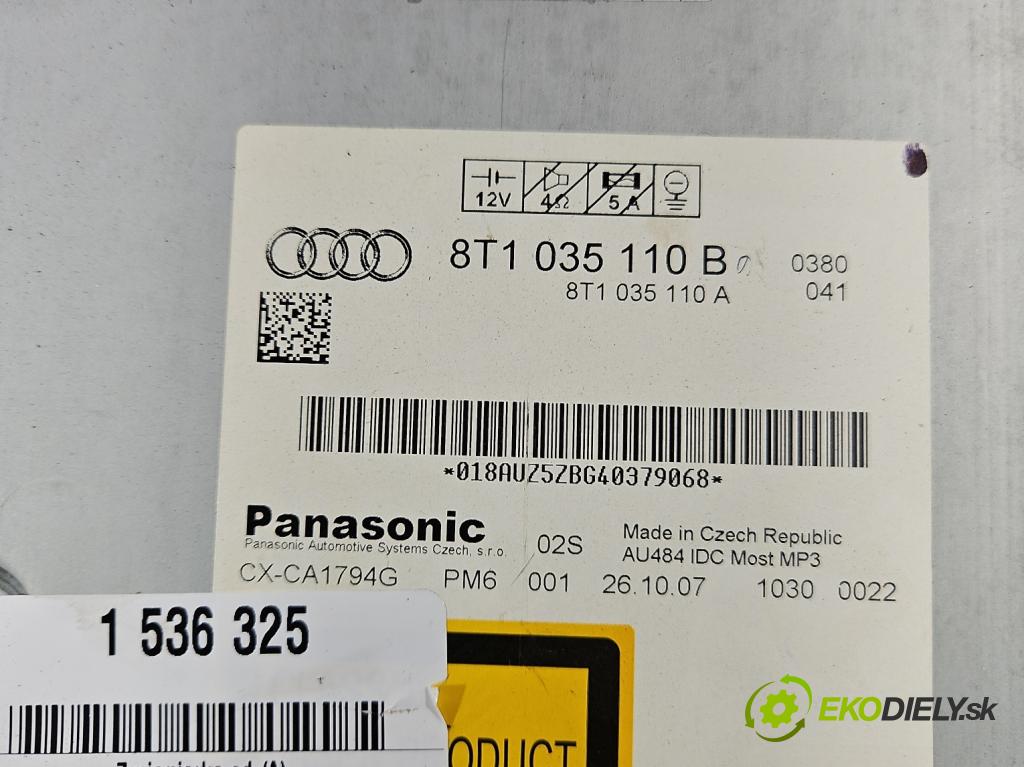 12V 4Ω 5 A
8T1 035 110 B 0380
8T1 035 110 A 041
*018AUZ5ZBG40379068*
Panasonic
Panasonic Automotive Systems Czech, s.r.o.
02S
Made in Czech Republic
AU484 IDC Most MP3
CX-CA1794G PM6 001 26.10.07 1030 0022
1 536 325
EKODIELY.sk